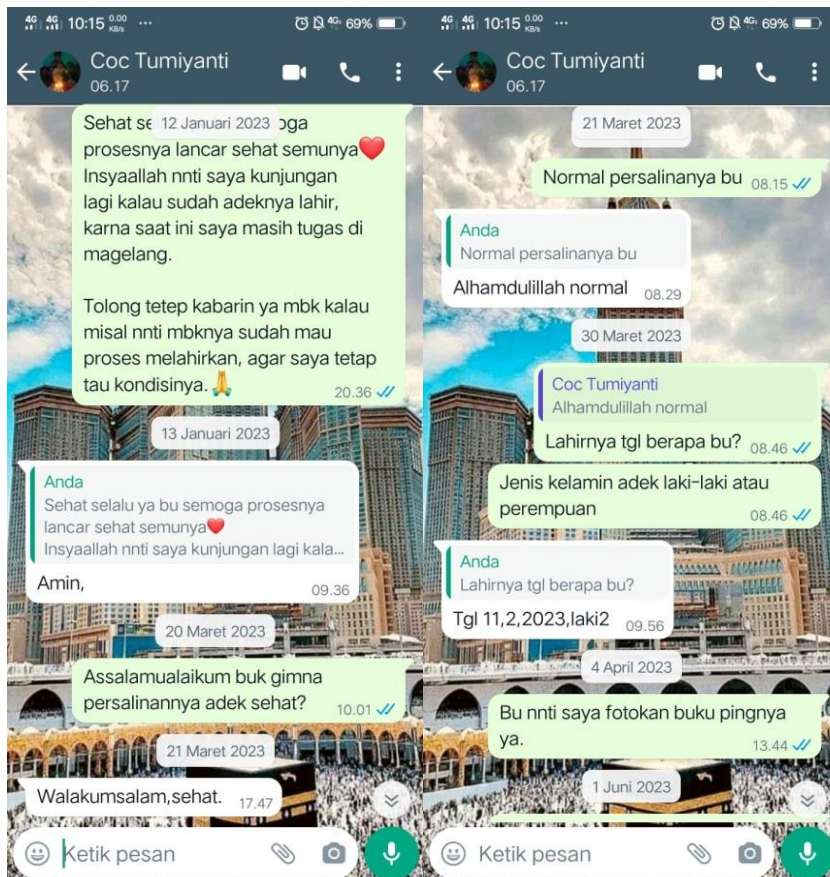 4G 4G 10:15 0.00 KB/s ... 4G 69%
Coc Tumiyanti
06.17
12 Januari 2023
Sehat se oga
prosesnya lancar sehat semunya❤️
Insyaallah nnti saya kunjungan
lagi kalau sudah adeknya lahir,
karna saat ini saya masih tugas di
magelang.
Tolong tetep kabarin ya mbk kalau
misal nnti mbknya sudah mau
proses melahirkan, agar saya tetap
tau kondisinya.🙏 20.36
13 Januari 2023
Anda
Sehat selalu ya bu semoga prosesnya
lancar sehat semunya❤️
Insyaallah nnti saya kunjungan lagi kala...
Amin, 09.36
20 Maret 2023
Assalamualaikum buk gimna
persalinannya adek sehat? 10.01
21 Maret 2023
Walakumsalam,sehat. 17.47
Ketik pesan
4G 4G 10:15 0.00 KB/s ... 4G 69%
Coc Tumiyanti
06.17
21 Maret 2023
Normal persalinanya bu 08.15
Anda
Normal persalinanya bu
Alhamdulillah normal 08.29
30 Maret 2023
Coc Tumiyanti
Alhamdulillah normal
Lahirnya tgl berapa bu? 08.46
Jenis kelamin adek laki-laki atau
perempuan 08.46
Anda
Lahirnya tgl berapa bu?
Tgl 11,2,2023,laki2 09.56
4 April 2023
Bu nnti saya fotokan buku pingnya
ya. 13.44
1 Juni 2023
Ketik pesan